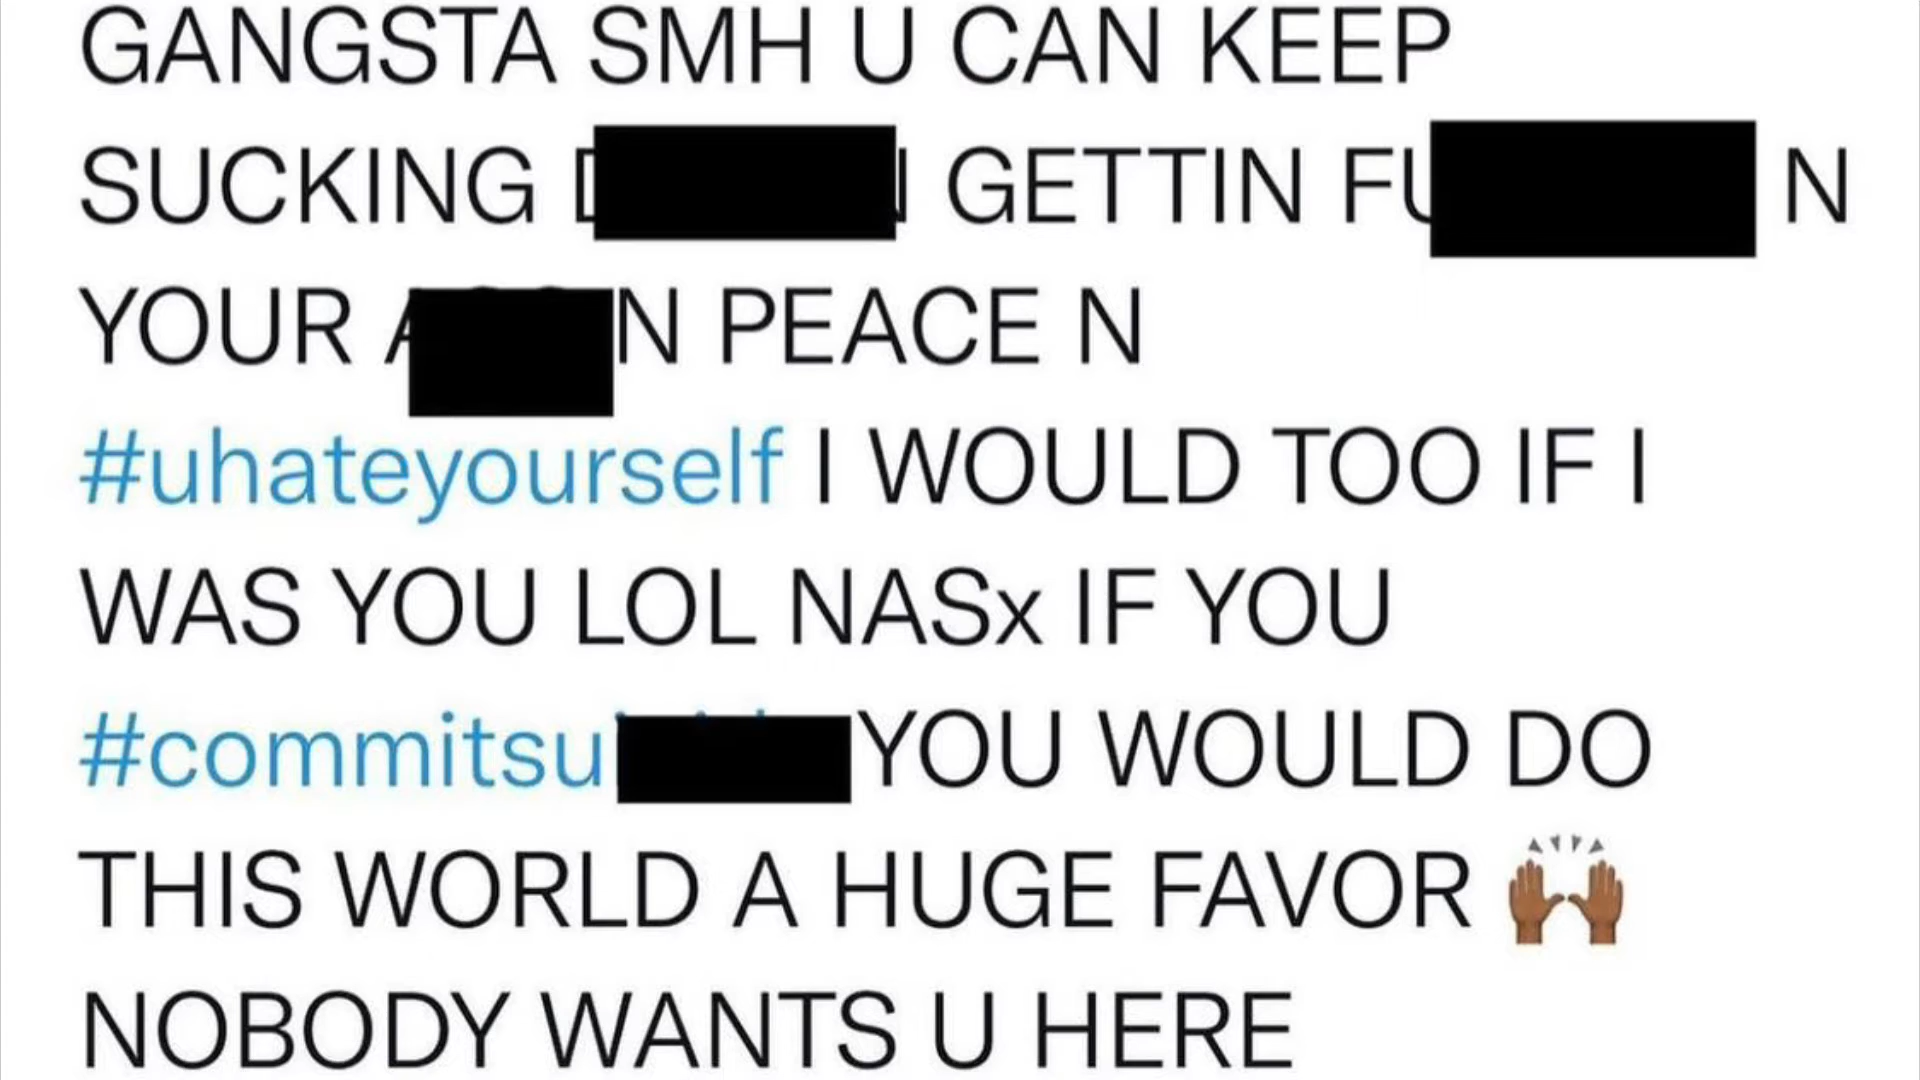 GANGSTA SMH U CAN KEEP
SUCKING GETTIN N
YOUR N PEACE N
#uhateyourself I WOULD TOO IF I
WAS YOU LOL NASx IF YOU
#commitsu YOU WOULD DO
THIS WORLD A HUGE FAVOR 🙌🏾
NOBODY WANTS U HERE